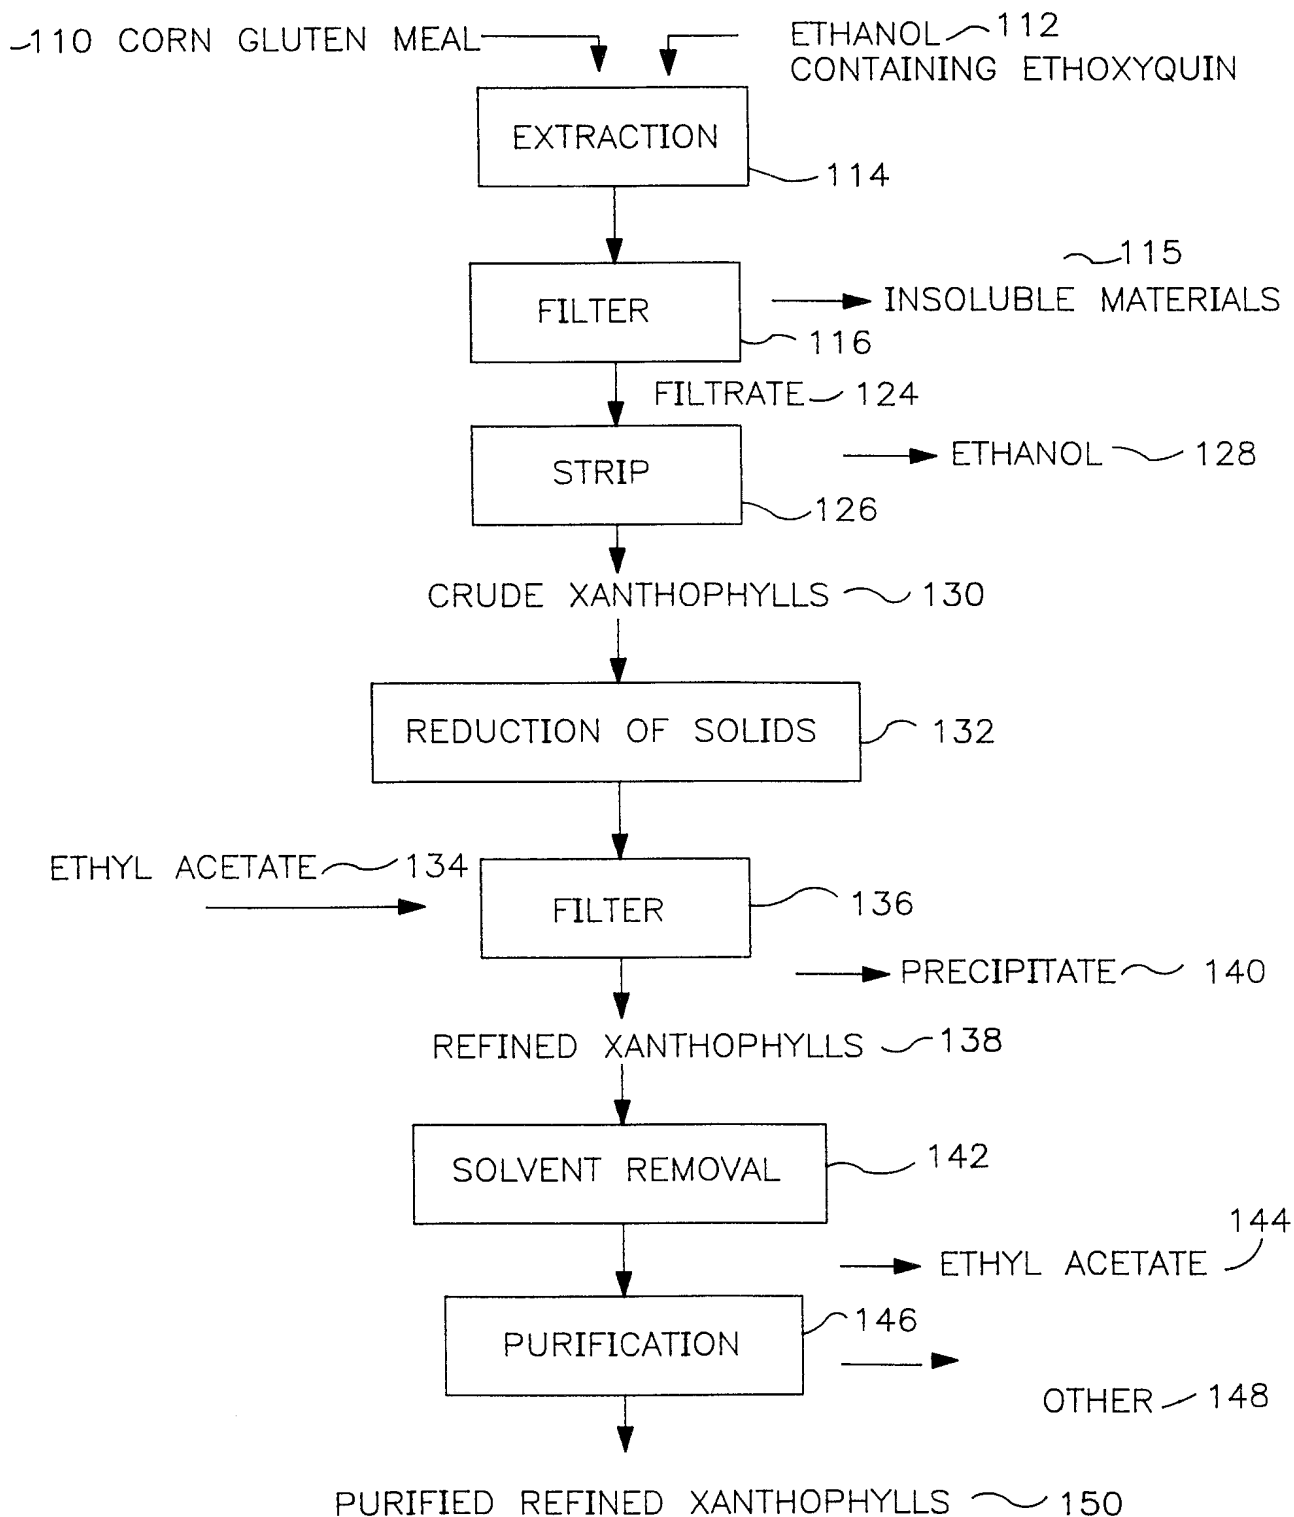 110 CORN GLUTEN MEAL
ETHANOL 112
CONTAINING ETHOXYQUIN
EXTRACTION
114
115
FILTER
INSOLUBLE MATERIALS
116
FILTRATE 124
STRIP
ETHANOL 128
126
CRUDE XANTHOPHYLLS 130
REDUCTION OF SOLIDS 132
ETHYL ACETATE 134
FILTER
136
PRECIPITATE 140
REFINED XANTHOPHYLLS 138
SOLVENT REMOVAL 142
144
ETHYL ACETATE
PURIFICATION 146
OTHER 148
PURIFIED REFINED XANTHOPHYLLS 150